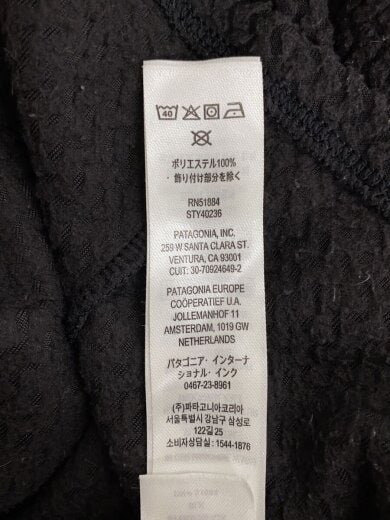 40
ポリエステル100%
・飾り付け部分を除く
RN51884
STY40236
PATAGONIA, INC.
259 W SANTA CLARA ST.
VENTURA, CA 93001
CUIT: 30-70924649-2
PATAGONIA EUROPE
COÖPERATIEF U.A.
JOLLEMANHOF 11
AMSTERDAM, 1019 GW
NETHERLANDS
パタゴニア・インターナ
ショナル・インク
0467-23-8961
(주)파타고니아코리아
서울특별시 강남구 삼성로
122길 25
소비자상담실 : 1544-1876